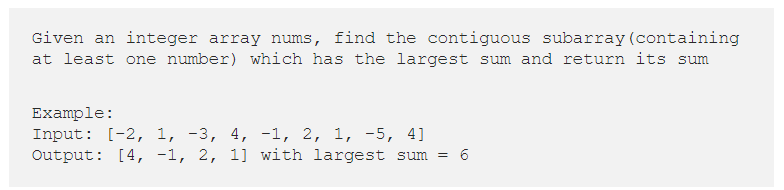 Given an integer array nums, find the contiguous subarray(containing
at least one number) which has the largest sum and return its sum
Example:
Input: [-2, 1, -3, 4, -1, 2, 1, -5, 4]
Output: [4, -1, 2, 1] with largest sum = 6